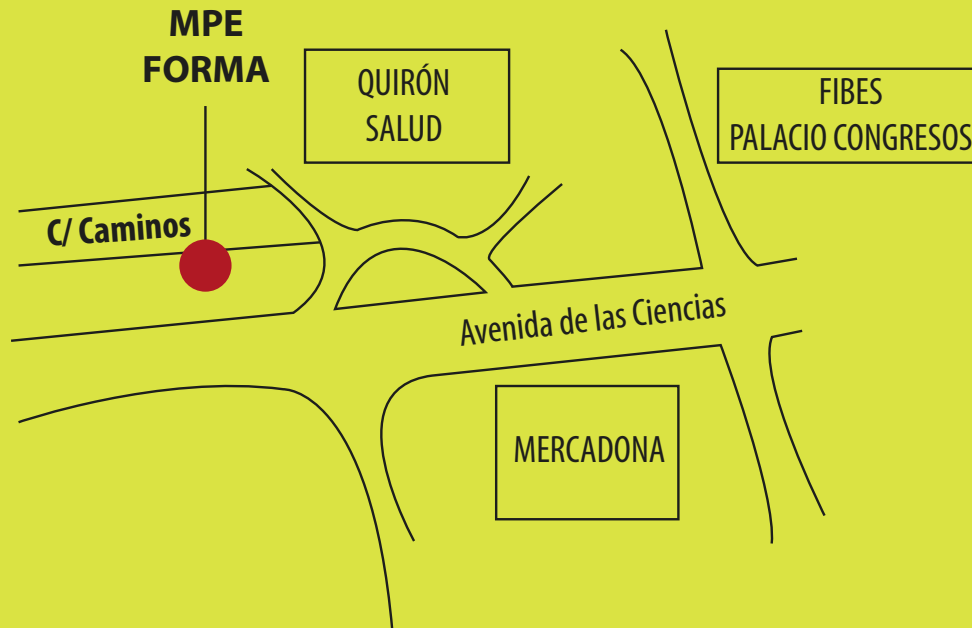 MPE
FORMA
QUIRÓN
SALUD
FIBES
PALACIO CONGRESOS
C/ Caminos
Avenida de las Ciencias
MERCADONA